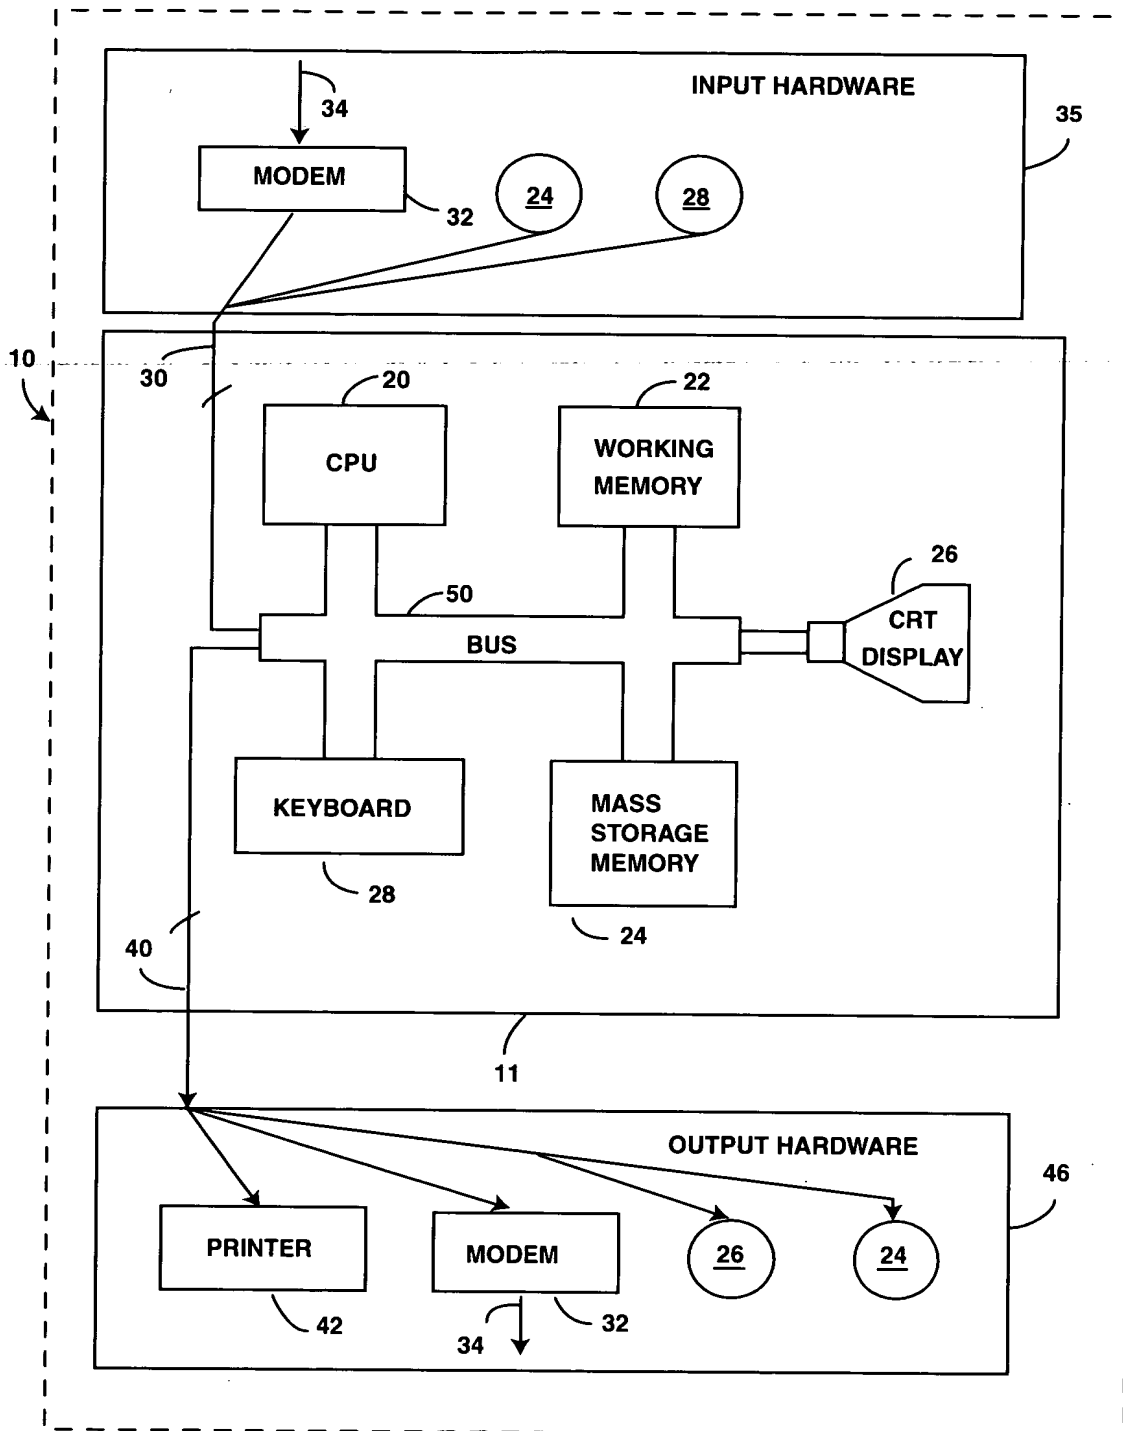 INPUT HARDWARE
34
35
MODEM
24
28
32
10
30
20
22
CPU
WORKING
MEMORY
26
50
CRT
DISPLAY
BUS
KEYBOARD
MASS
STORAGE
MEMORY
28
24
40
11
OUTPUT HARDWARE
46
PRINTER
MODEM
26
24
42
34
32